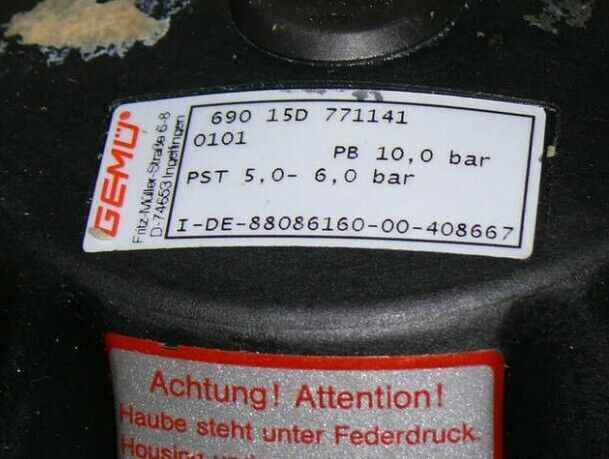 GEMÜ
Fritz-Müller-Straße 6-8
D-74653 Ingelfingen
690 15D 771141
0101 PB 10,0 bar
PST 5,0- 6,0 bar
I-DE-88086160-00-408667
Achtung! Attention!
Haube steht unter Federdruck.
Housing